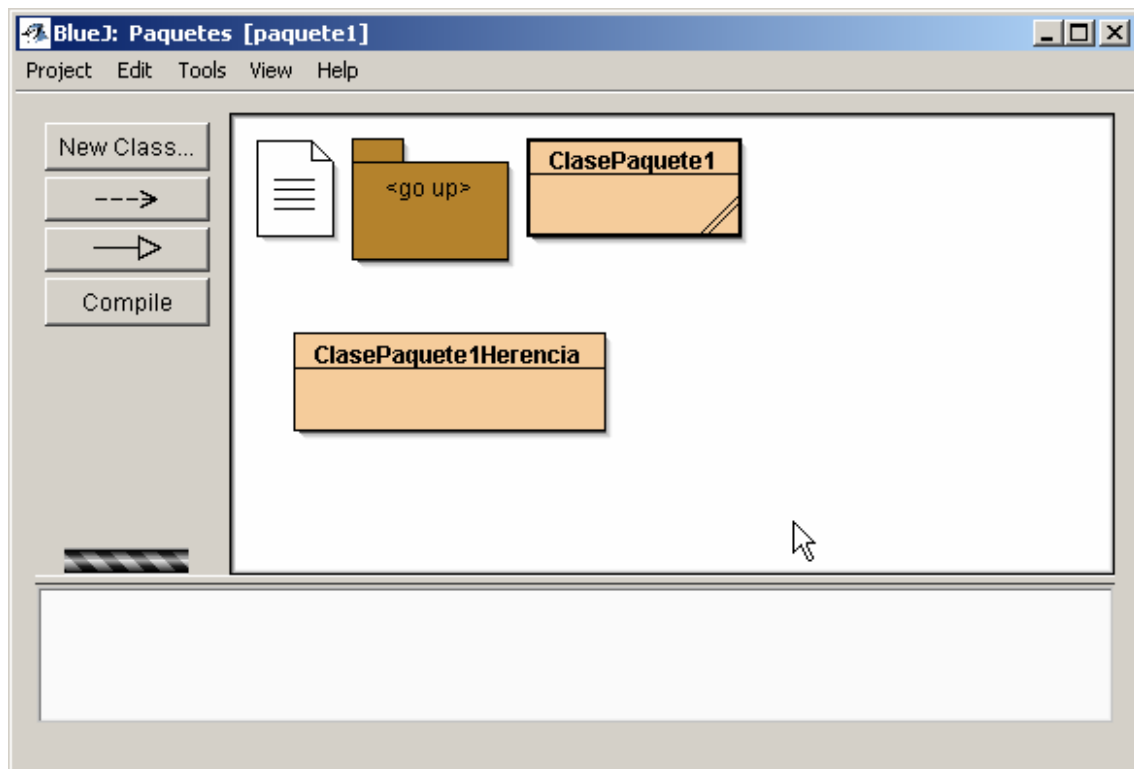 BlueJ: Paquetes [paquete1]
Project Edit Tools View Help
New Class...
Compile
<go up>
ClasePaquete1
ClasePaquete1Herencia